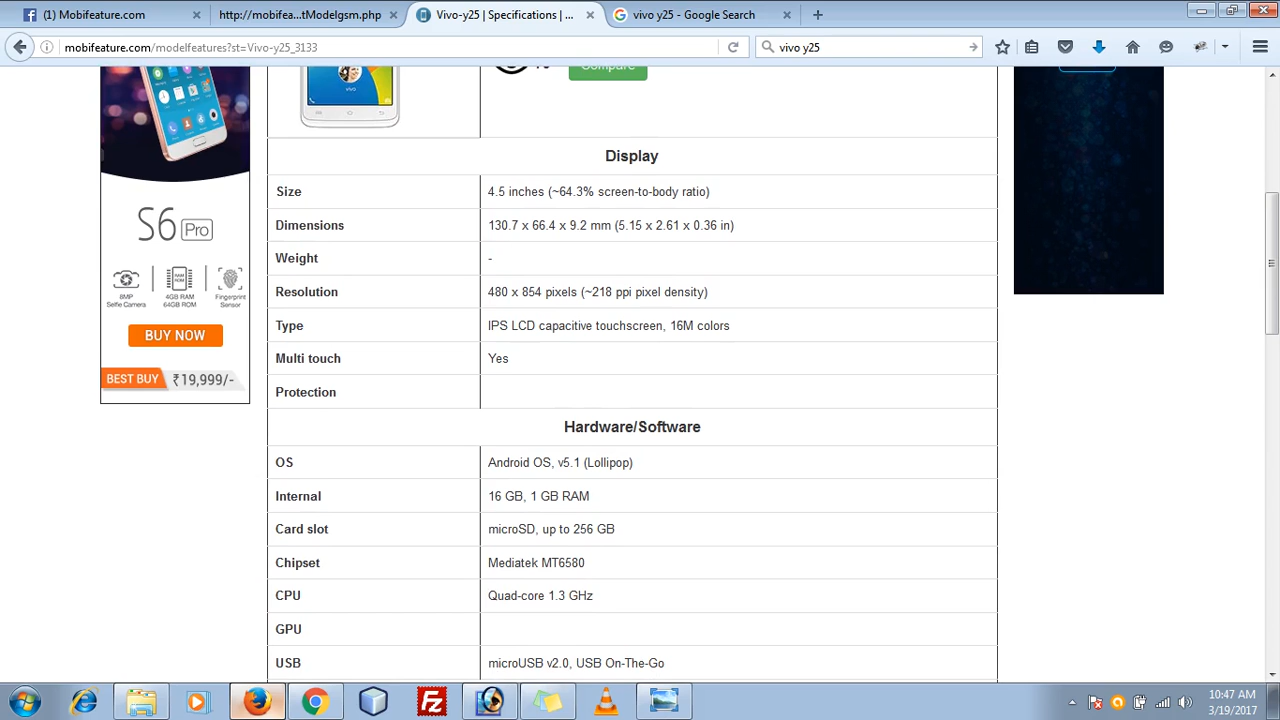 (1) Mobifeature.com
http://mobifea...tModelgsm.php
Vivo-y25 | Specifications | ...
vivo y25 - Google Search
mobifeature.com/modelfeatures?st=Vivo-y25_3133
vivo y25
Compare
vivo
Display
Size 4.5 inches (~64.3% screen-to-body ratio)
Dimensions 130.7 x 66.4 x 9.2 mm (5.15 x 2.61 x 0.36 in)
Weight -
Resolution 480 x 854 pixels (~218 ppi pixel density)
Type IPS LCD capacitive touchscreen, 16M colors
Multi touch Yes
Protection
Hardware/Software
OS Android OS, v5.1 (Lollipop)
Internal 16 GB, 1 GB RAM
Card slot microSD, up to 256 GB
Chipset Mediatek MT6580
CPU Quad-core 1.3 GHz
GPU
USB microUSB v2.0, USB On-The-Go
S6 Pro
8MP Selfie Camera
4GB RAM 64GB ROM
Fingerprint Sensor
BUY NOW
BEST BUY ₹19,999/-
10:47 AM
3/19/2017